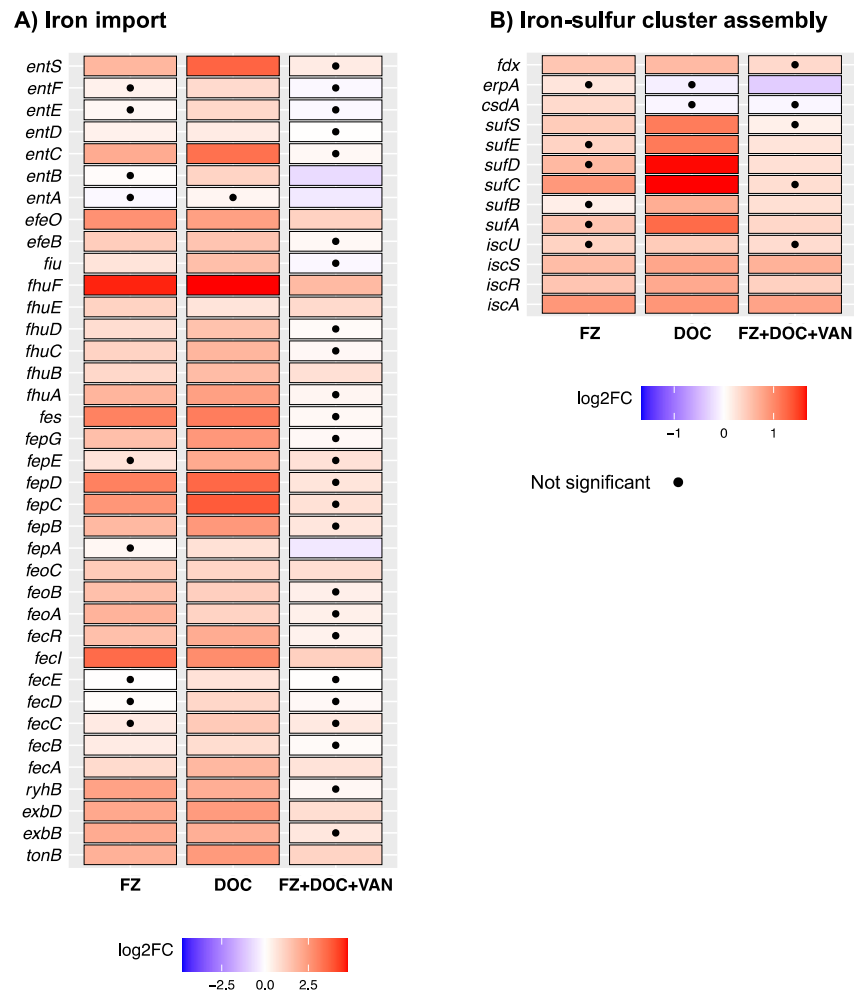 A) Iron import
entS
entF
entE
entD
entC
entB
entA
efeO
efeB
fiu
fhuF
fhuE
fhuD
fhuC
fhuB
fhuA
fes
fepG
fepE
fepD
fepC
fepB
fepA
feoC
feoB
feoA
fecR
fecI
fecE
fecD
fecC
fecB
fecA
ryhB
exbD
exbB
tonB
FZ DOC FZ+DOC+VAN
log2FC
−2.5 0.0 2.5
B) Iron-sulfur cluster assembly
fdx
erpA
csdA
sufS
sufE
sufD
sufC
sufB
sufA
iscU
iscS
iscR
iscA
FZ DOC FZ+DOC+VAN
log2FC
−1 0 1
Not significant